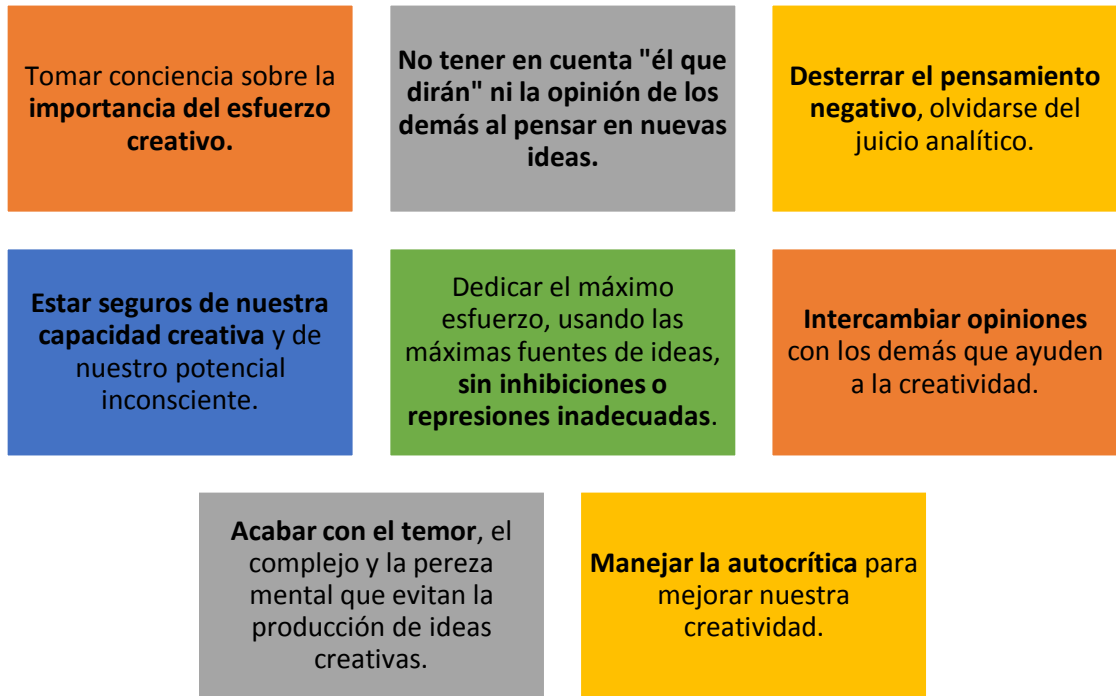 Tomar conciencia sobre la
importancia del esfuerzo
creativo.
No tener en cuenta "él que
dirán" ni la opinión de los
demás al pensar en nuevas
ideas.
Desterrar el pensamiento
negativo, olvidarse del
juicio analítico.
Estar seguros de nuestra
capacidad creativa y de
nuestro potencial
inconsciente.
Dedicar el máximo
esfuerzo, usando las
máximas fuentes de ideas,
sin inhibiciones o
represiones inadecuadas.
Intercambiar opiniones
con los demás que ayuden
a la creatividad.
Acabar con el temor, el
complejo y la pereza
mental que evitan la
producción de ideas
creativas.
Manejar la autocrítica para
mejorar nuestra
creatividad.